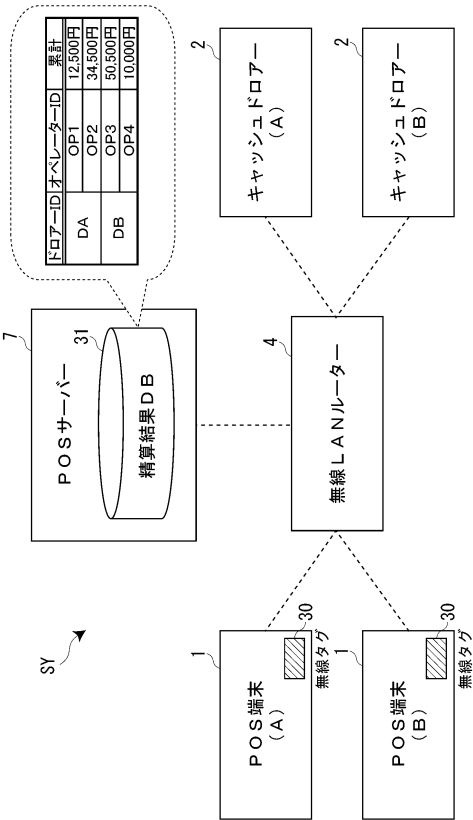 SY
7
POSサーバー
31
精算結果DB
ドロアーID オペレーターID 累計
DA OP1 12,500円
OP2 34,500円
DB OP3 50,500円
OP4 10,000円
1
POS端末
(A)
30
無線タグ
1
POS端末
(B)
30
無線タグ
4
無線LANルーター
2
キャッシュドロアー
(A)
2
キャッシュドロアー
(B)